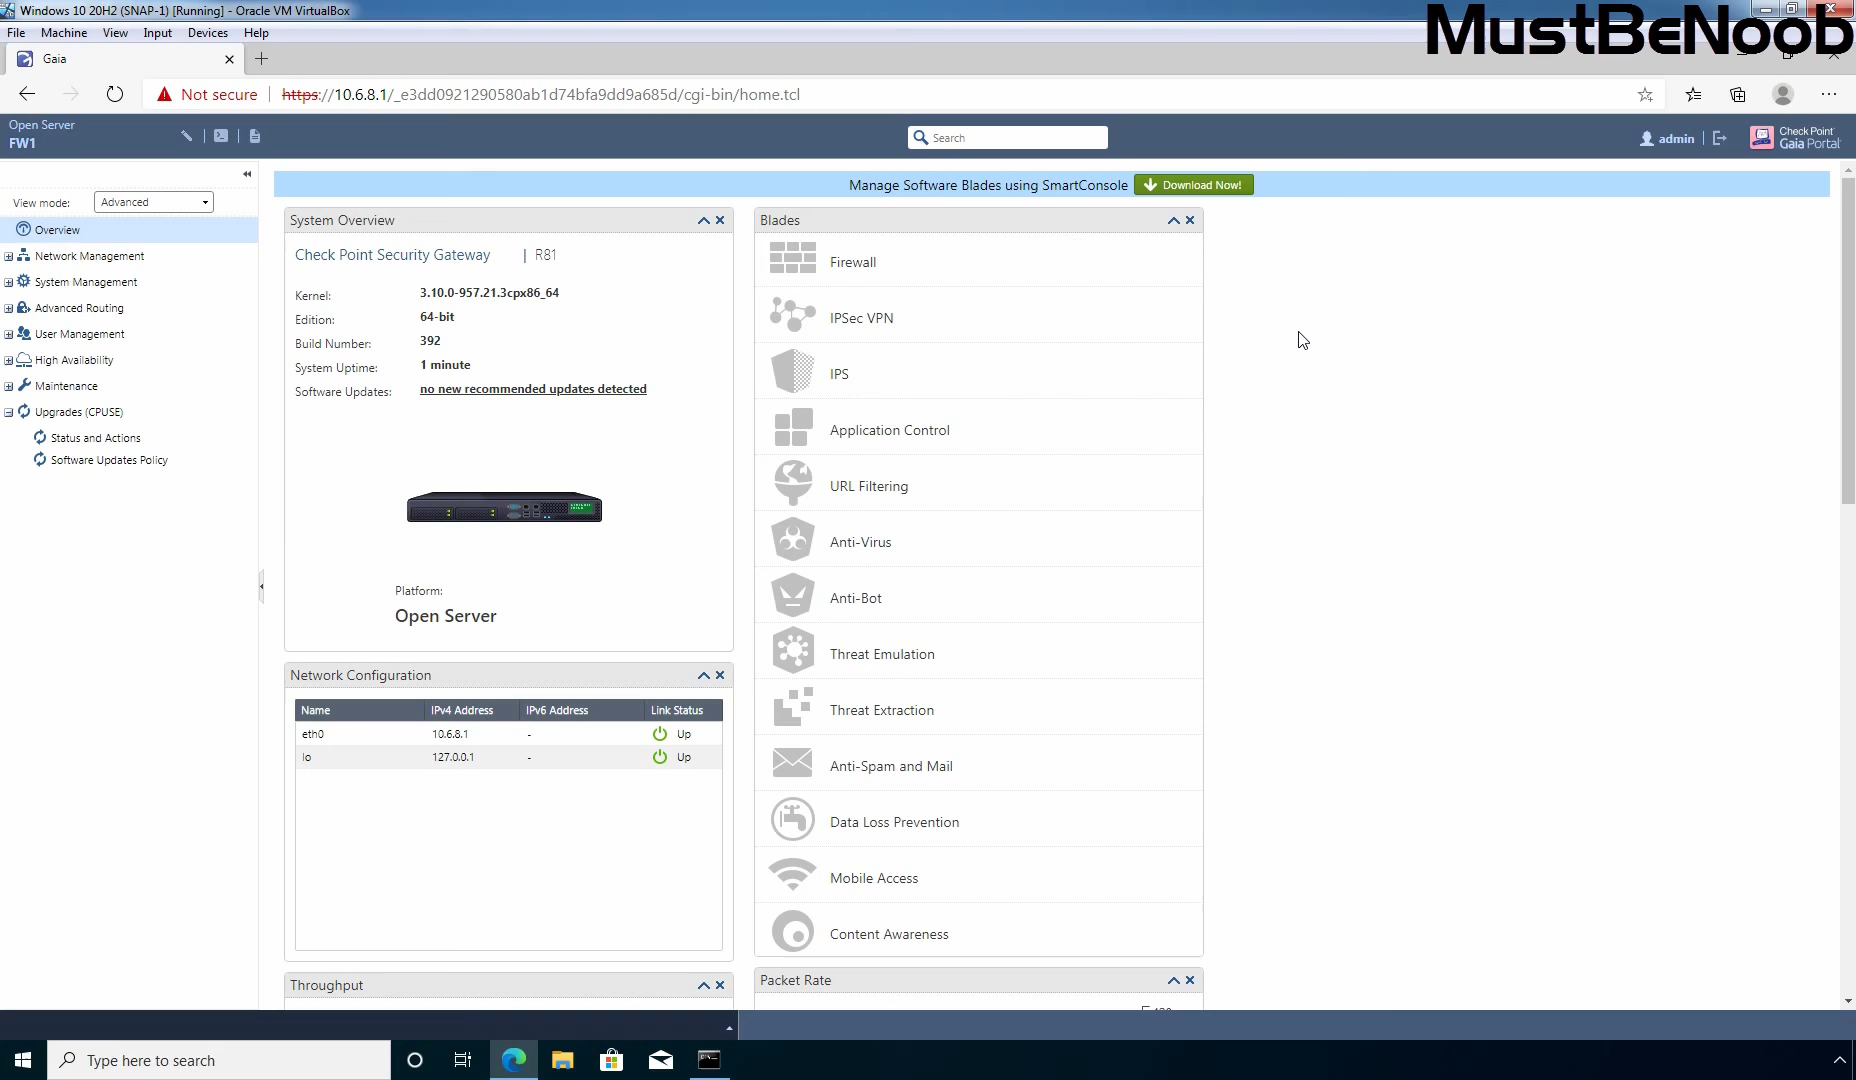 Windows 10 20H2 (SNAP-1) [Running] - Oracle VM VirtualBox
File Machine View Input Devices Help
MustBeNoob
Gaia
Not secure https://10.6.8.1/_e3dd0921290580ab1d74bfa9dd9a685d/cgi-bin/home.tcl
Open Server
FW1
Search
admin
Check Point
Gaia Portal
View mode: Advanced
Overview
Network Management
System Management
Advanced Routing
User Management
High Availability
Maintenance
Upgrades (CPUSE)
Status and Actions
Software Updates Policy
Manage Software Blades using SmartConsole Download Now!
System Overview
Check Point Security Gateway | R81
Kernel: 3.10.0-957.21.3cpx86_64
Edition: 64-bit
Build Number: 392
System Uptime: 1 minute
Software Updates: no new recommended updates detected
Platform:
Open Server
Network Configuration
Name IPv4 Address IPv6 Address Link Status
eth0 10.6.8.1 - Up
lo 127.0.0.1 - Up
Throughput
Blades
Firewall
IPSec VPN
IPS
Application Control
URL Filtering
Anti-Virus
Anti-Bot
Threat Emulation
Threat Extraction
Anti-Spam and Mail
Data Loss Prevention
Mobile Access
Content Awareness
Packet Rate
Type here to search